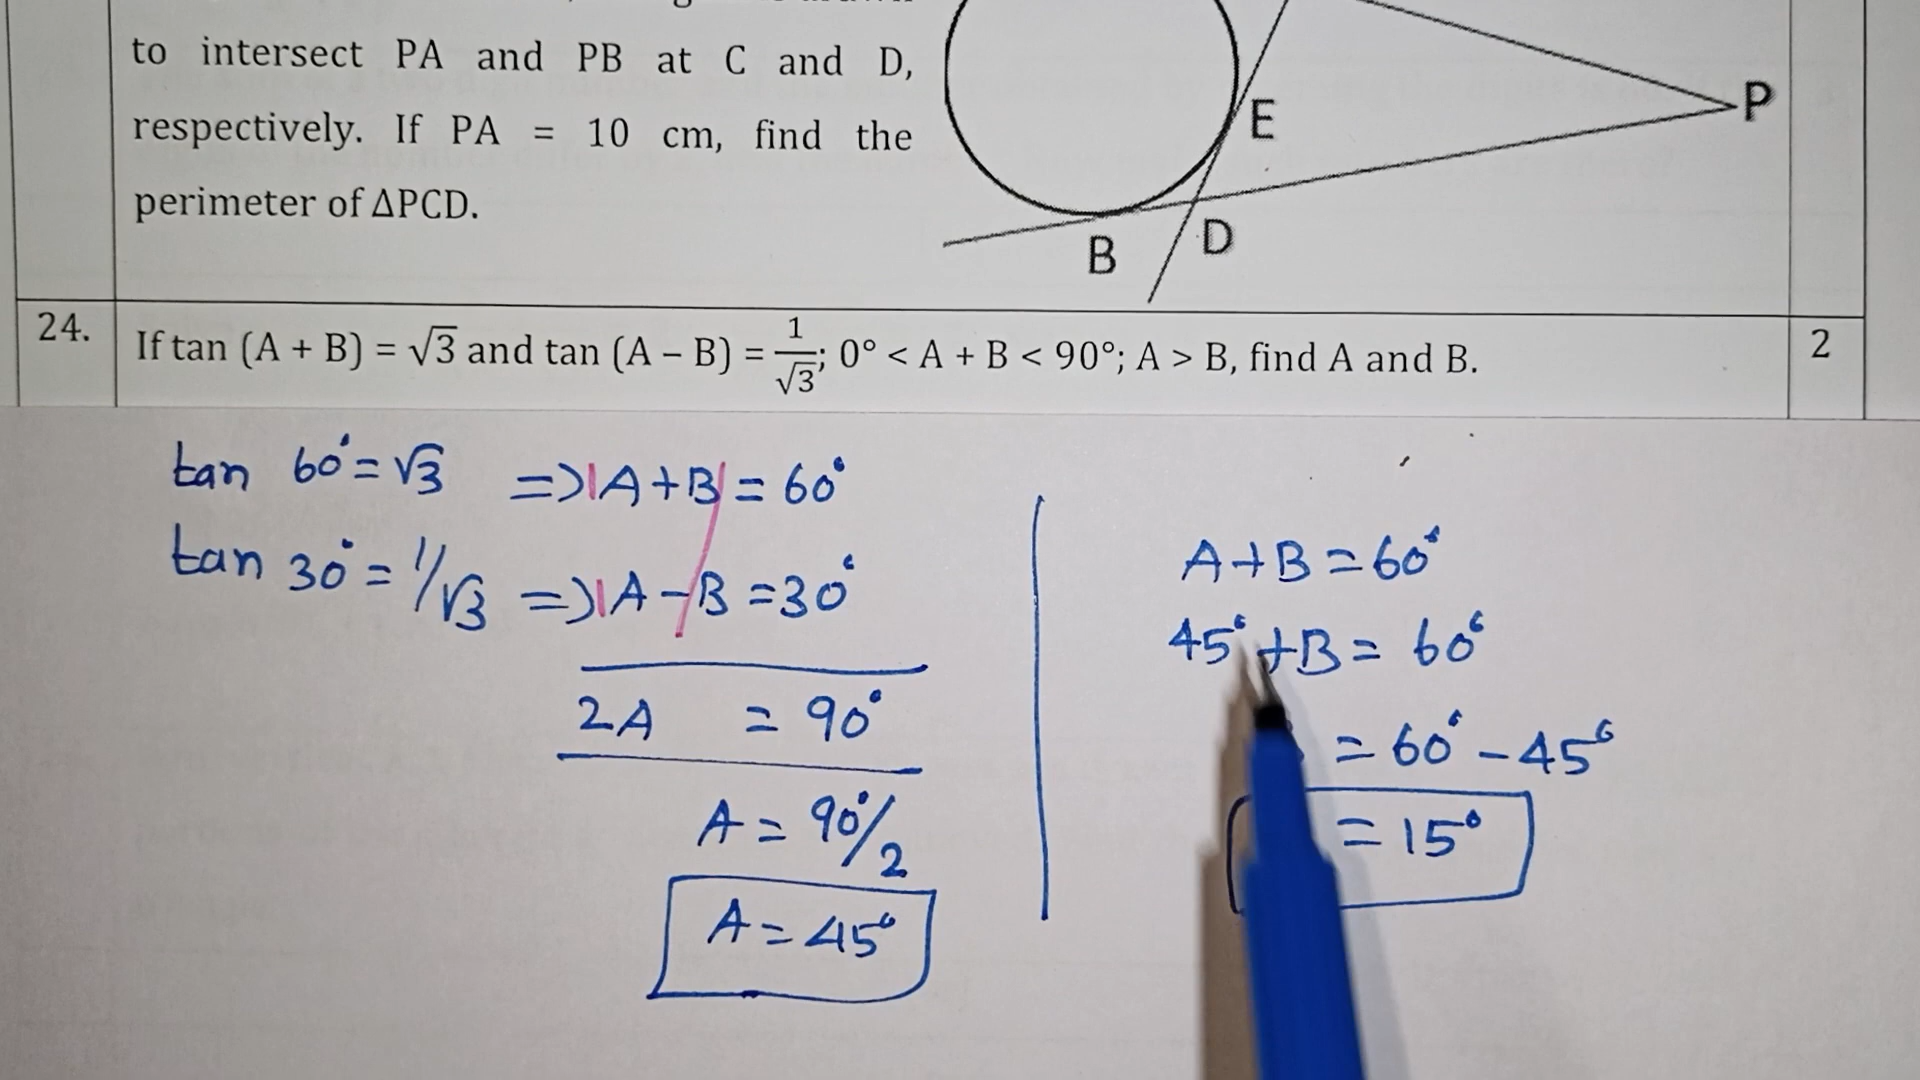 to intersect PA and PB at C and D,
respectively. If PA = 10 cm, find the
perimeter of ΔPCD.
E
P
B
D
24.
If tan (A + B) = √3 and tan (A – B) = 1/√3; 0° < A + B < 90°; A > B, find A and B.
2
tan 60° = √3 => A+B = 60°
tan 30° = 1/√3 => A-B = 30°
2A = 90°
A = 90°/2
A = 45°
A+B = 60°
45° + B = 60°
= 60° - 45°
= 15°